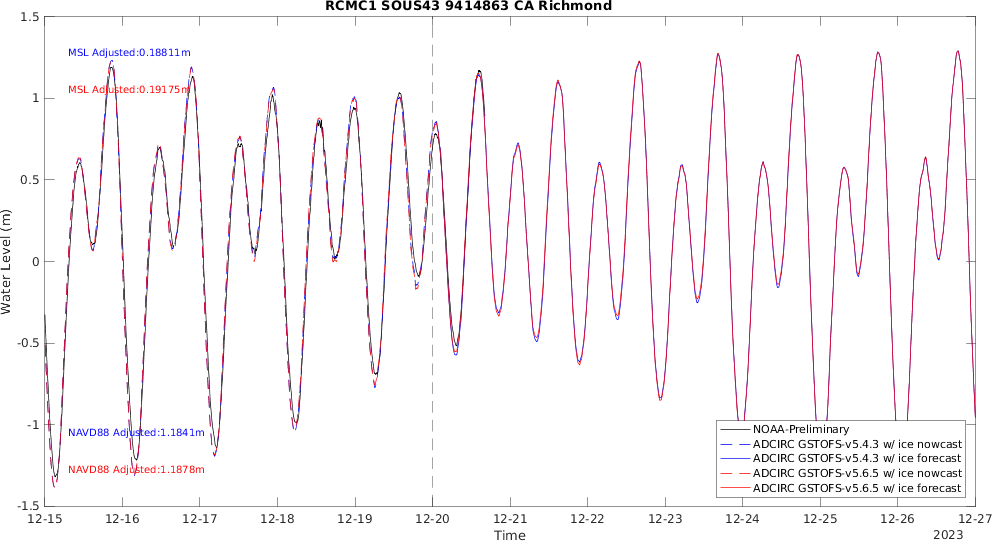 RCMC1 SOUS43 9414863 CA Richmond
1.5
1
0.5
0
-0.5
-1
-1.5
Water Level (m)
MSL Adjusted:0.18811m
MSL Adjusted:0.19175m
NAVD88 Adjusted:1.1841m
NAVD88 Adjusted:1.1878m
NOAA-Preliminary
ADCIRC GSTOFS-v5.4.3 w/ ice nowcast
ADCIRC GSTOFS-v5.4.3 w/ ice forecast
ADCIRC GSTOFS-v5.6.5 w/ ice nowcast
ADCIRC GSTOFS-v5.6.5 w/ ice forecast
12-15 12-16 12-17 12-18 12-19 12-20 12-21 12-22 12-23 12-24 12-25 12-26 12-27
Time
2023